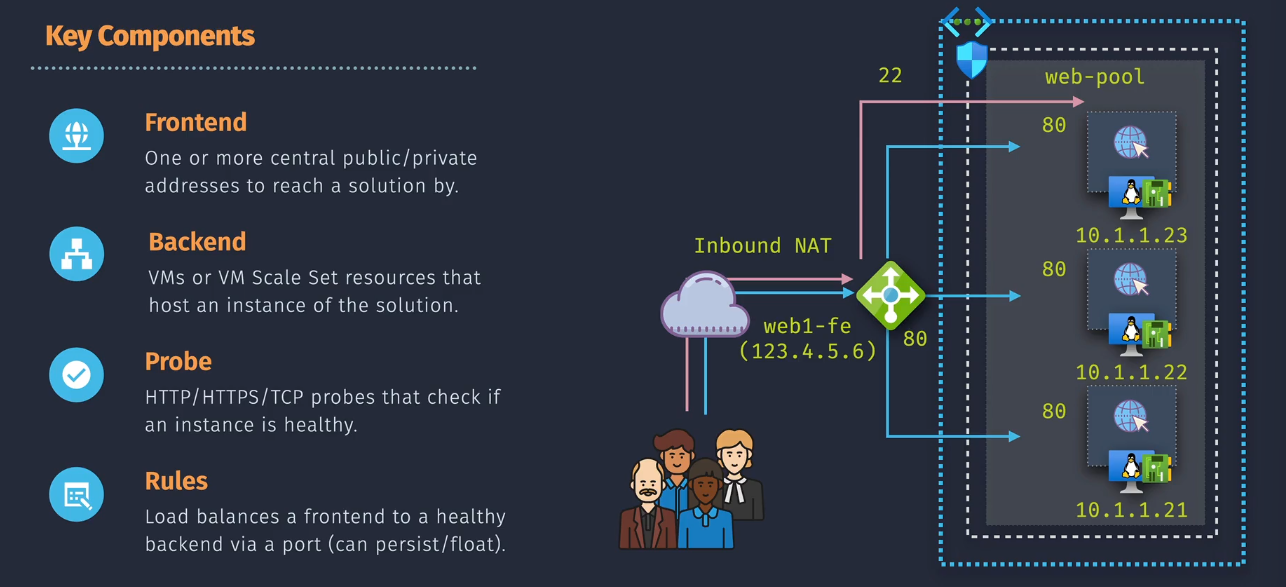 Key Components
Frontend
One or more central public/private
addresses to reach a solution by.
Backend
VMs or VM Scale Set resources that
host an instance of the solution.
Probe
HTTP/HTTPS/TCP probes that check if
an instance is healthy.
Rules
Load balances a frontend to a healthy
backend via a port (can persist/float).
22
web-pool
80
10.1.1.23
Inbound NAT
80
web1-fe
(123.4.5.6)
80
10.1.1.22
80
10.1.1.21